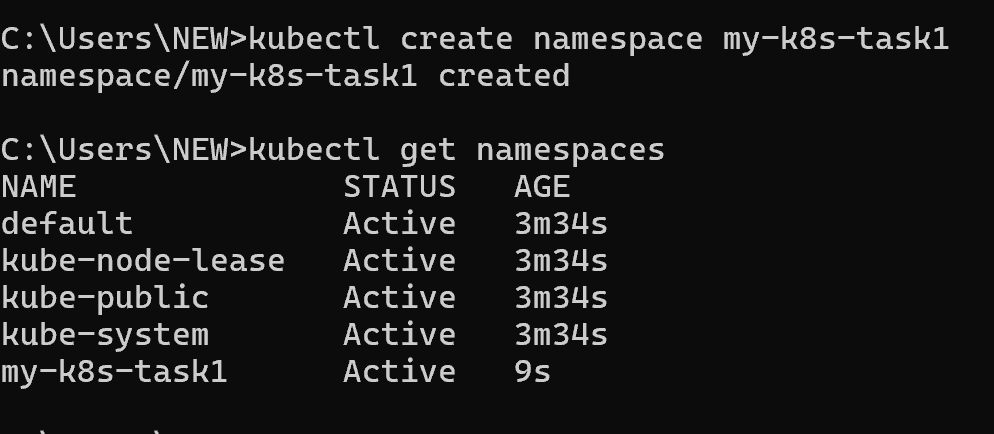 C:\Users\NEW>kubectl create namespace my-k8s-task1
namespace/my-k8s-task1 created
C:\Users\NEW>kubectl get namespaces
NAME STATUS AGE
default Active 3m34s
kube-node-lease Active 3m34s
kube-public Active 3m34s
kube-system Active 3m34s
my-k8s-task1 Active 9s